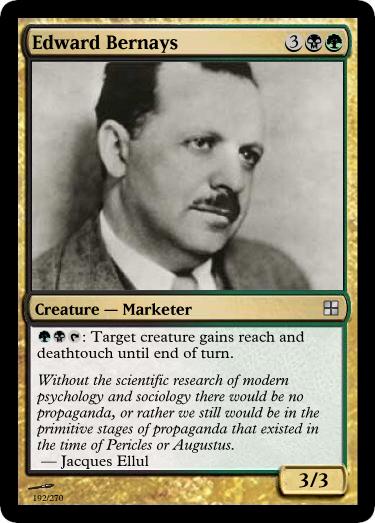 Edward Bernays 3
Creature — Marketer
: Target creature gains reach and
deathtouch until end of turn.
Without the scientific research of modern
psychology and sociology there would be no
propaganda, or rather we still would be in the
primitive stages of propaganda that existed in
the time of Pericles or Augustus.
— Jacques Ellul
3/3
192/270